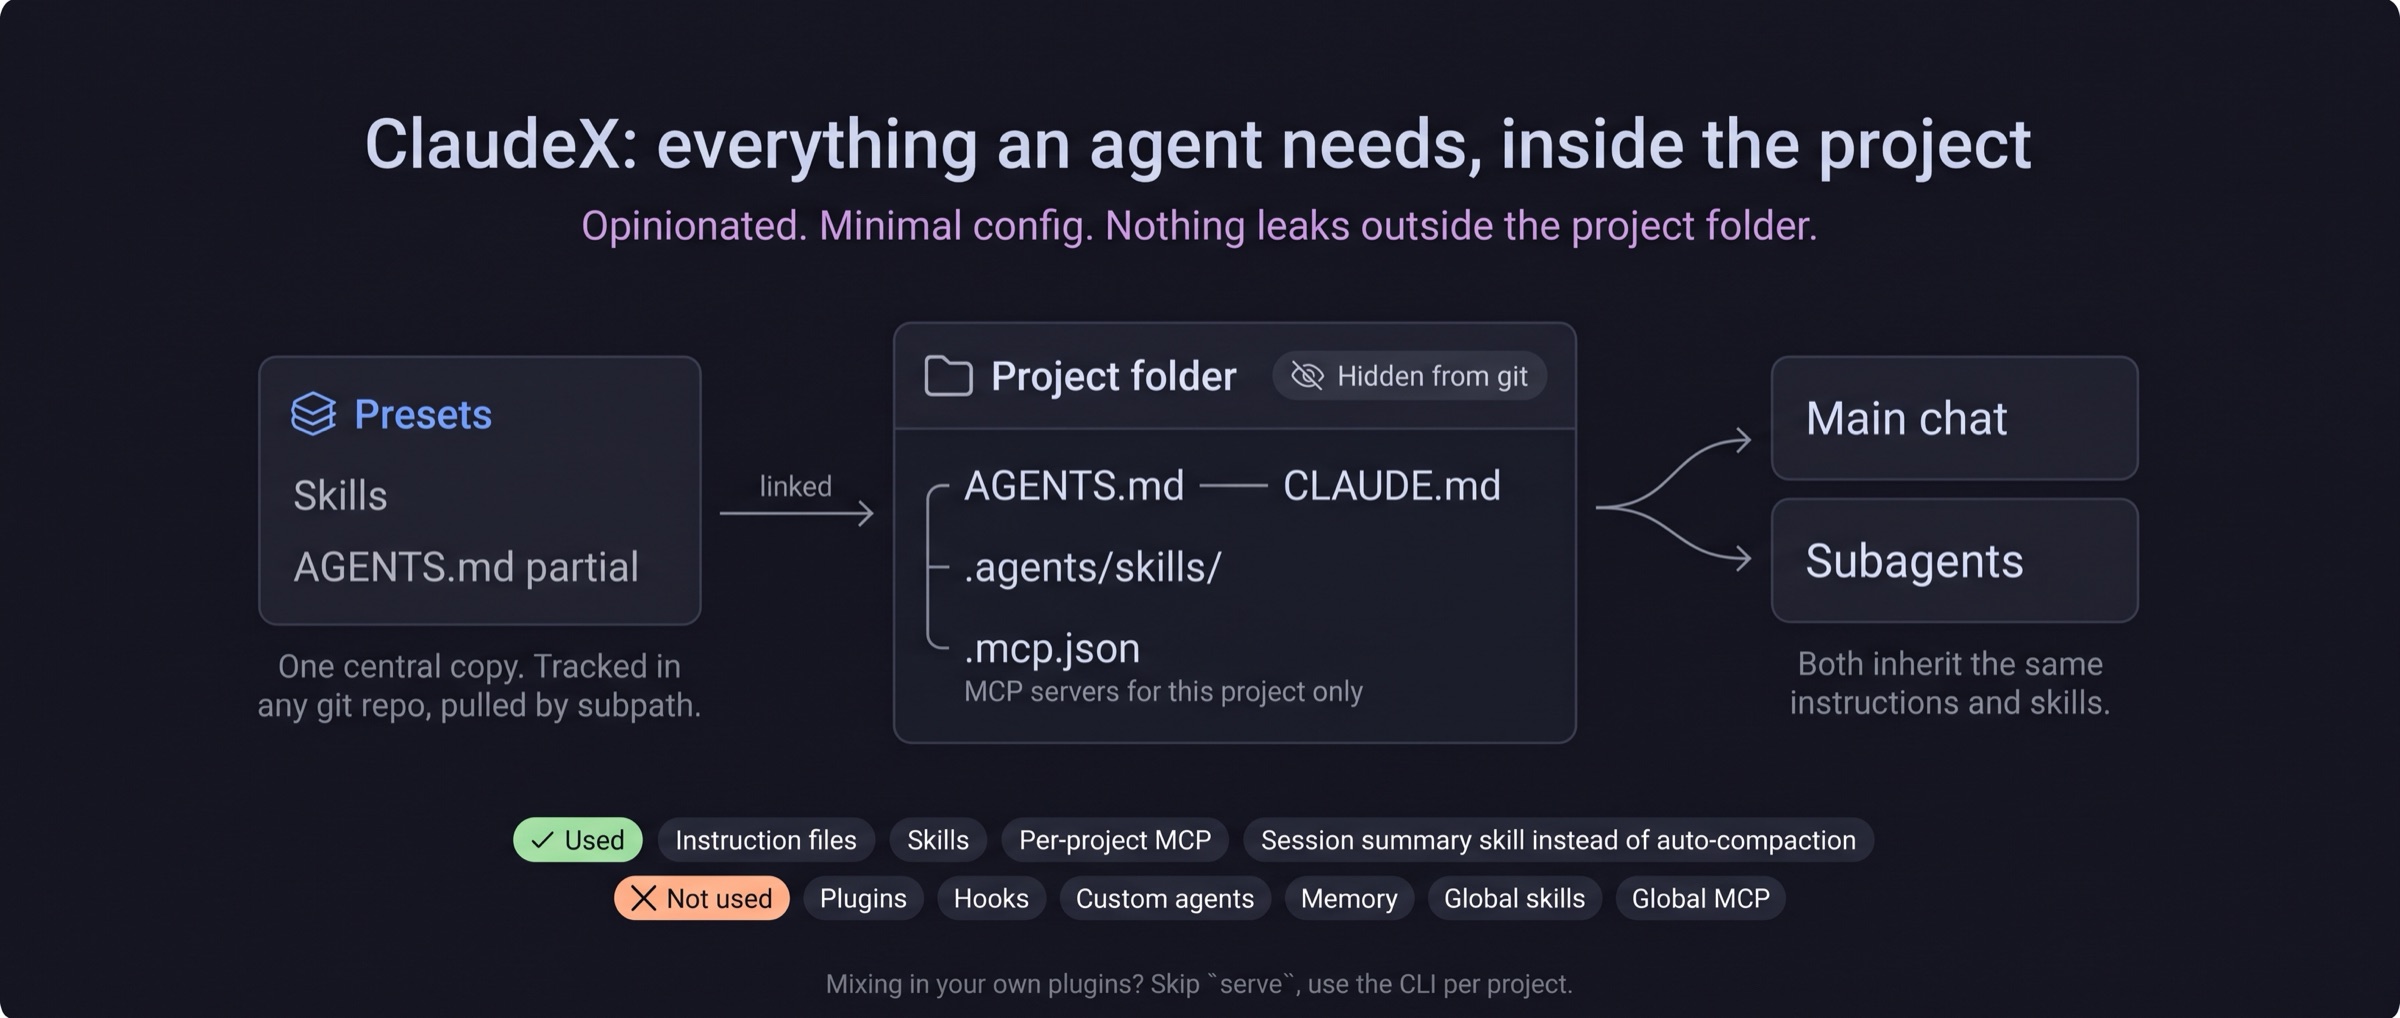 ClaudeX: everything an agent needs, inside the project
Opinionated. Minimal config. Nothing leaks outside the project folder.
Presets
Skills
AGENTS.md partial
One central copy. Tracked in
any git repo, pulled by subpath.
linked
Project folder
Hidden from git
AGENTS.md
CLAUDE.md
.agents/skills/
.mcp.json
MCP servers for this project only
Main chat
Subagents
Both inherit the same
instructions and skills.
Used
Instruction files
Skills
Per-project MCP
Session summary skill instead of auto-compaction
Not used
Plugins
Hooks
Custom agents
Memory
Global skills
Global MCP
Mixing in your own plugins? Skip `serve`, use the CLI per project.